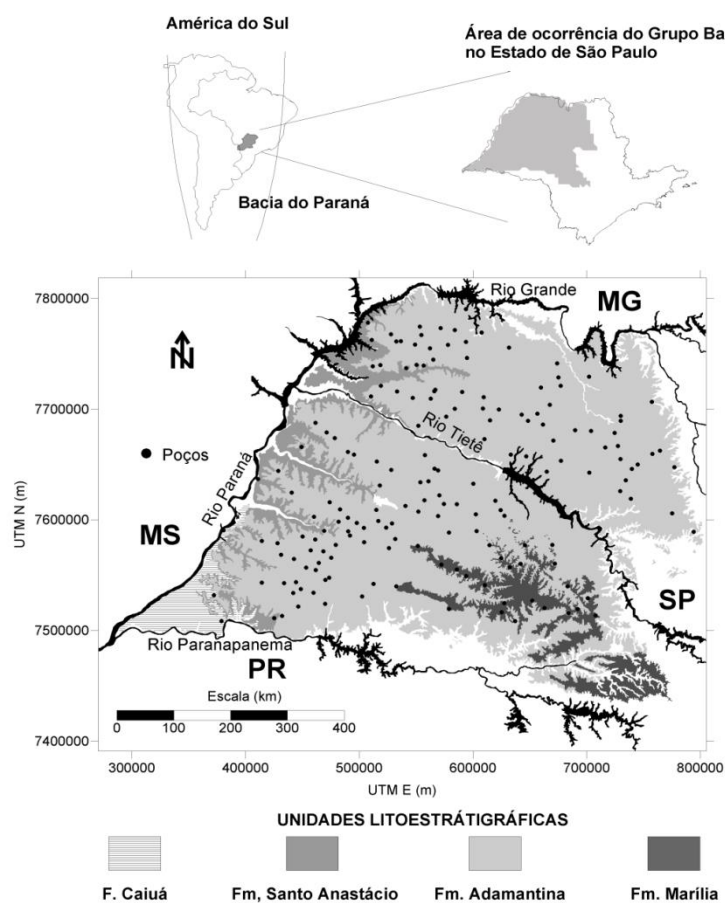 América do Sul
Área de ocorrência do Grupo Ba
no Estado de São Paulo
Bacia do Paraná
7800000
7700000
7600000
7500000
7400000
UTM N (m)
N
Poços
Rio Grande
MG
Rio Tietê
Rio Paraná
MS
SP
Rio Paranapanema
PR
Escala (km)
0 100 200 300 400
300000 400000 500000 600000 700000 800000
UTM E (m)
UNIDADES LITOESTRÁTIGRÁFICAS
F. Caiuá
Fm, Santo Anastácio
Fm. Adamantina
Fm. Marília